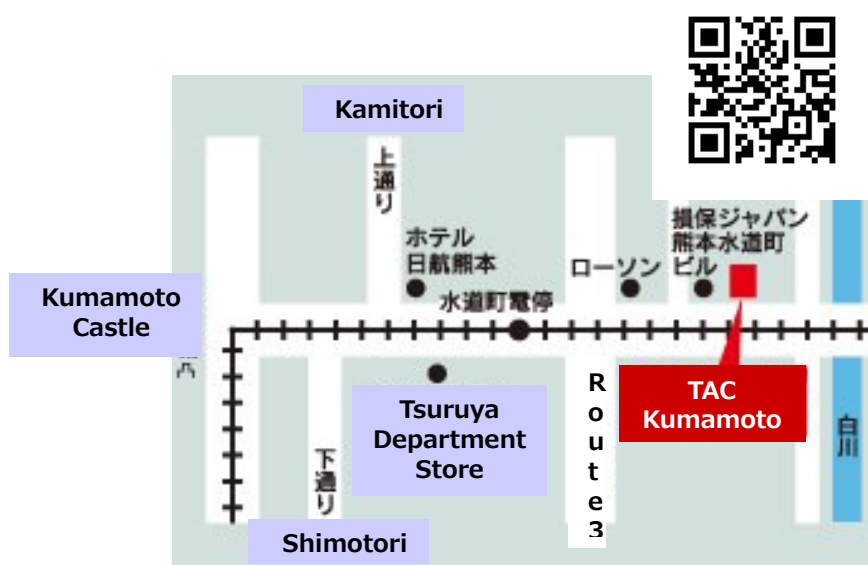 Kamitori
上通り
ホテル
日航熊本
ローソン
損保ジャパン
熊本水道町
ビル
Kumamoto
Castle
水道町電停
TAC
Kumamoto
Tsuruya
Department
Store
Route3
白川
下通り
Shimotori